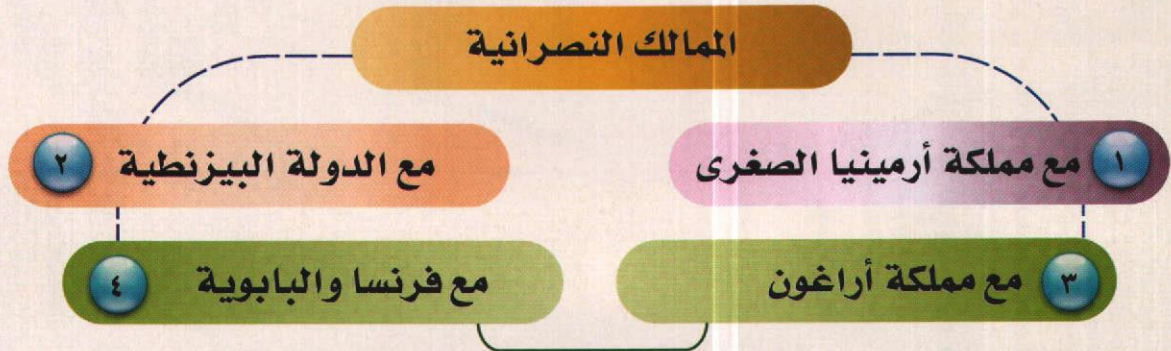 الممالك النصرانية
١ مع مملكة أرمينيا الصغرى
٢ مع الدولة البيزنطية
٣ مع مملكة أراغون
٤ مع فرنسا والبابوية